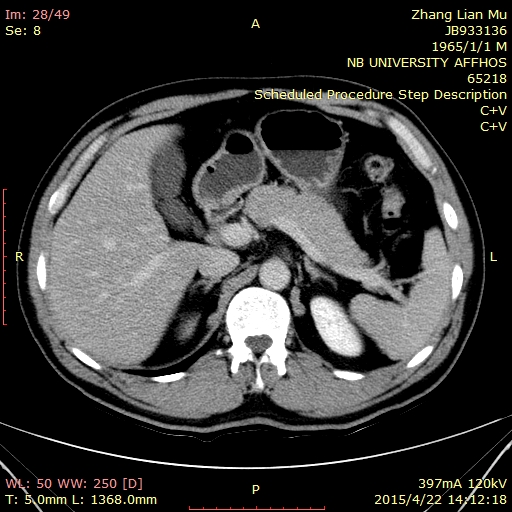 Im: 28/49
Se: 8
A
Zhang Lian Mu
JB933136
1965/1/1 M
NB UNIVERSITY AFFHOS
65218
Scheduled Procedure Step Description
C+V
C+V
R
L
WL: 50 WW: 250 [D]
T: 5.0mm L: 1368.0mm
P
397mA 120kV
2015/4/22 14:12:18